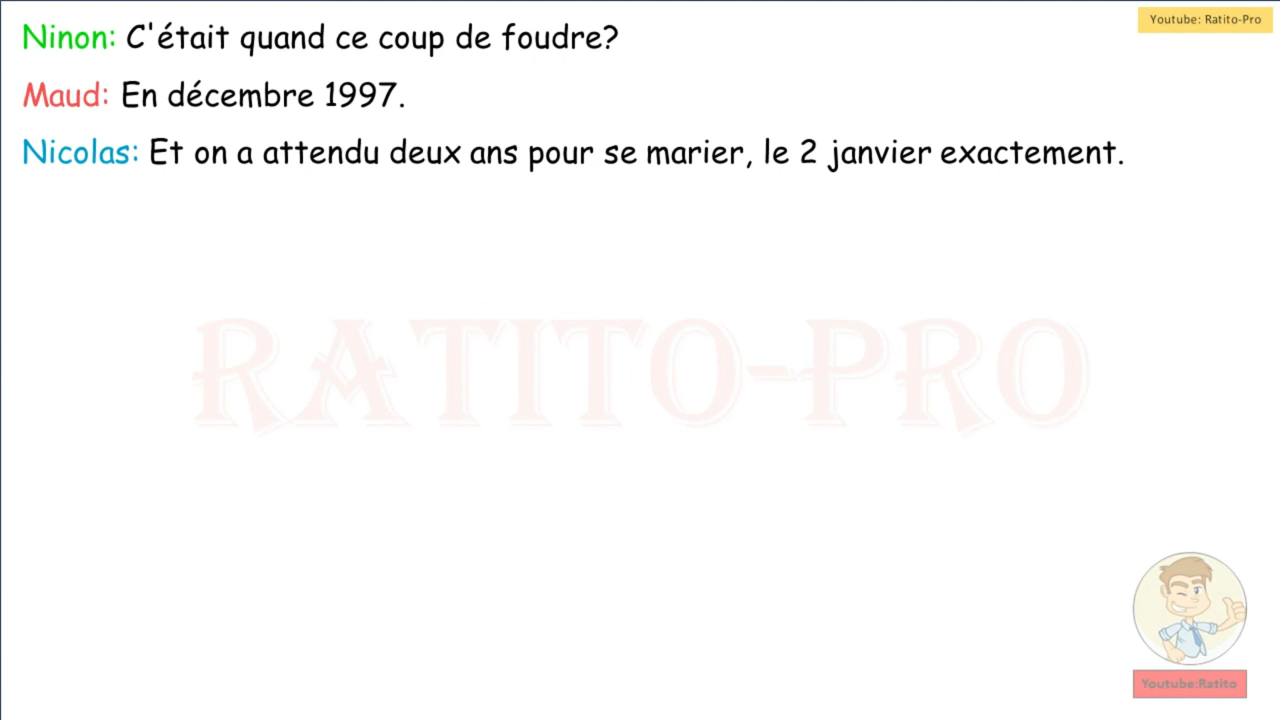 Youtube: Ratito-Pro
Ninon: C'était quand ce coup de foudre?
Maud: En décembre 1997.
Nicolas: Et on a attendu deux ans pour se marier, le 2 janvier exactement.
RATITO-PRO
Youtube:Ratito